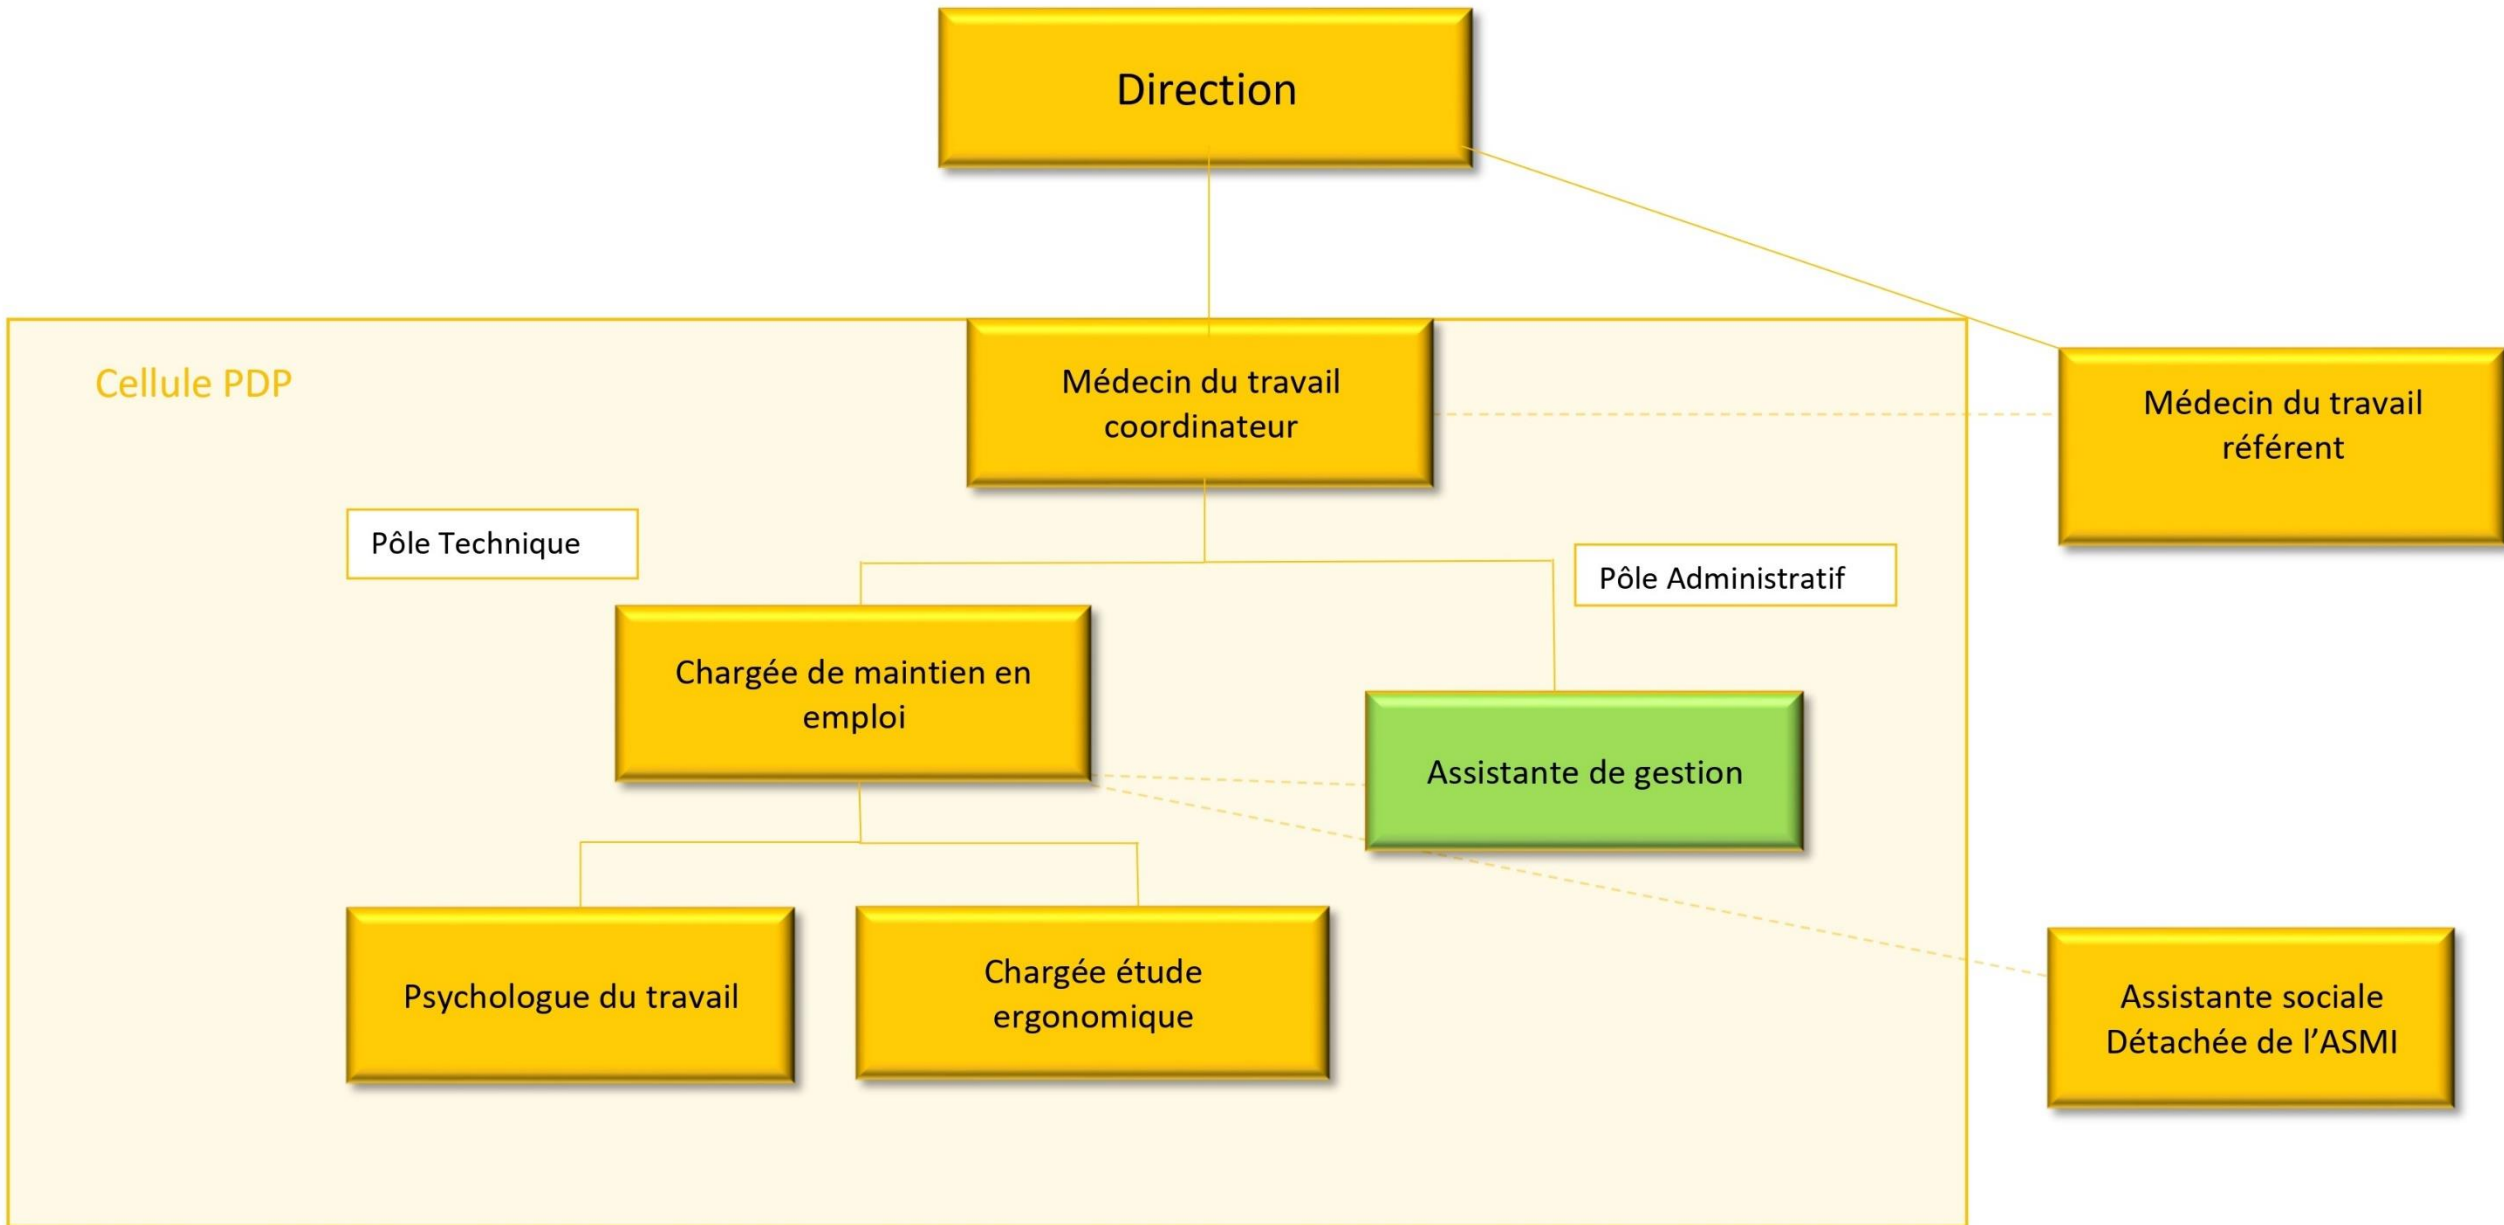 Direction
Cellule PDP
Médecin du travail
coordinateur
Médecin du travail
référent
Pôle Technique
Pôle Administratif
Chargée de maintien en
emploi
Assistante de gestion
Psychologue du travail
Chargée étude
ergonomique
Assistante sociale
Détachée de l’ASMI